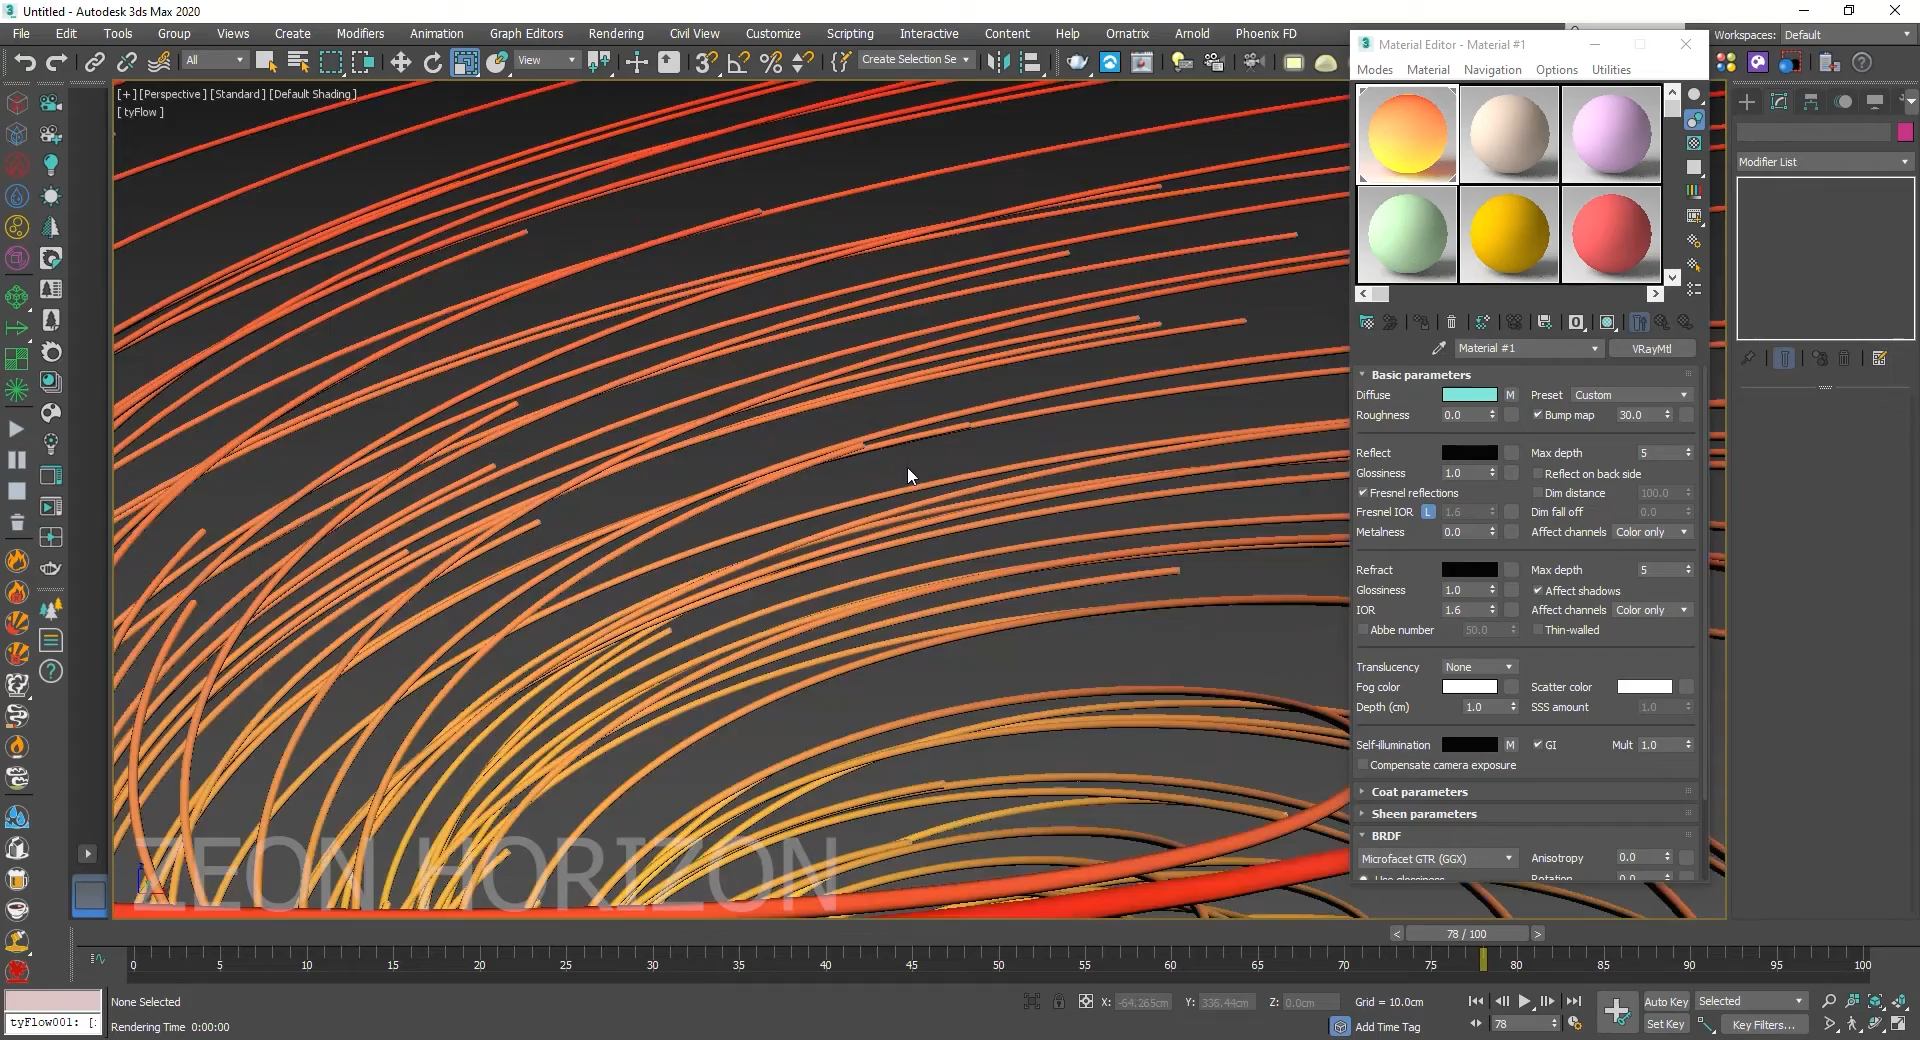 Untitled - Autodesk 3ds Max 2020
File Edit Tools Group Views Create Modifiers Animation Graph Editors Rendering Civil View Customize Scripting Interactive Content Help Ornatrix Arnold Phoenix FD
Workspaces: Default
All View Create Selection Se
[+] [Perspective] [Standard] [Default Shading]
[ tyFlow ]
Material Editor - Material #1
Modes Material Navigation Options Utilities
Modifier List
Material #1 VRayMtl
Basic parameters
Diffuse M Preset Custom
Roughness 0.0 Bump map 30.0
Reflect Max depth 5
Glossiness 1.0 Reflect on back side
Fresnel reflections Dim distance 100.0
Fresnel IOR L 1.6 Dim fall off 0.0
Metalness 0.0 Affect channels Color only
Refract Max depth 5
Glossiness 1.0 Affect shadows
IOR 1.6 Affect channels Color only
Abbe number 50.0 Thin-walled
Translucency None
Fog color Scatter color
Depth (cm) 1.0 SSS amount 1.0
Self-illumination M GI Mult 1.0
Compensate camera exposure
Coat parameters
Sheen parameters
BRDF
Microfacet GTR (GGX) Anisotropy 0.0
Use glossiness Rotation 0.0
ZEON HORIZON
< 78 / 100 >
0 5 10 15 20 25 30 35 40 45 50 55 60 65 70 75 80 85 90 95 100
None Selected X: -64.265cm Y: 336.44cm Z: 0.0cm Grid = 10.0cm Auto Key Selected
tyFlow001: [: Rendering Time 0:00:00 Add Time Tag 78 Set Key Key Filters...